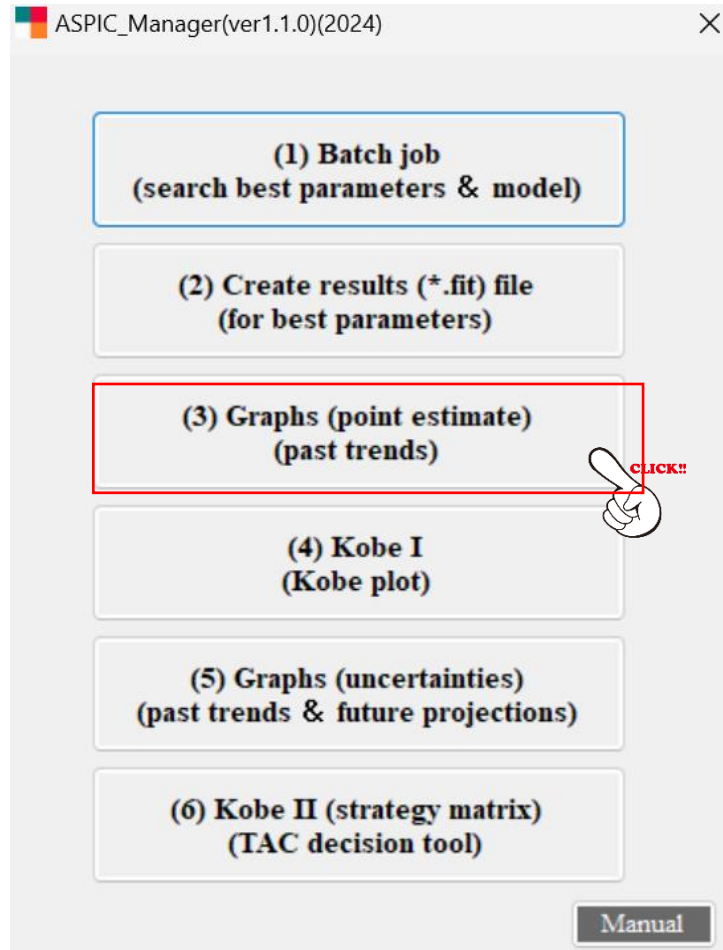 ASPIC_Manager(ver1.1.0)(2024)
(1) Batch job
(search best parameters & model)
(2) Create results (*.fit) file
(for best parameters)
(3) Graphs (point estimate)
(past trends)
CLICK!!
(4) Kobe I
(Kobe plot)
(5) Graphs (uncertainties)
(past trends & future projections)
(6) Kobe II (strategy matrix)
(TAC decision tool)
Manual